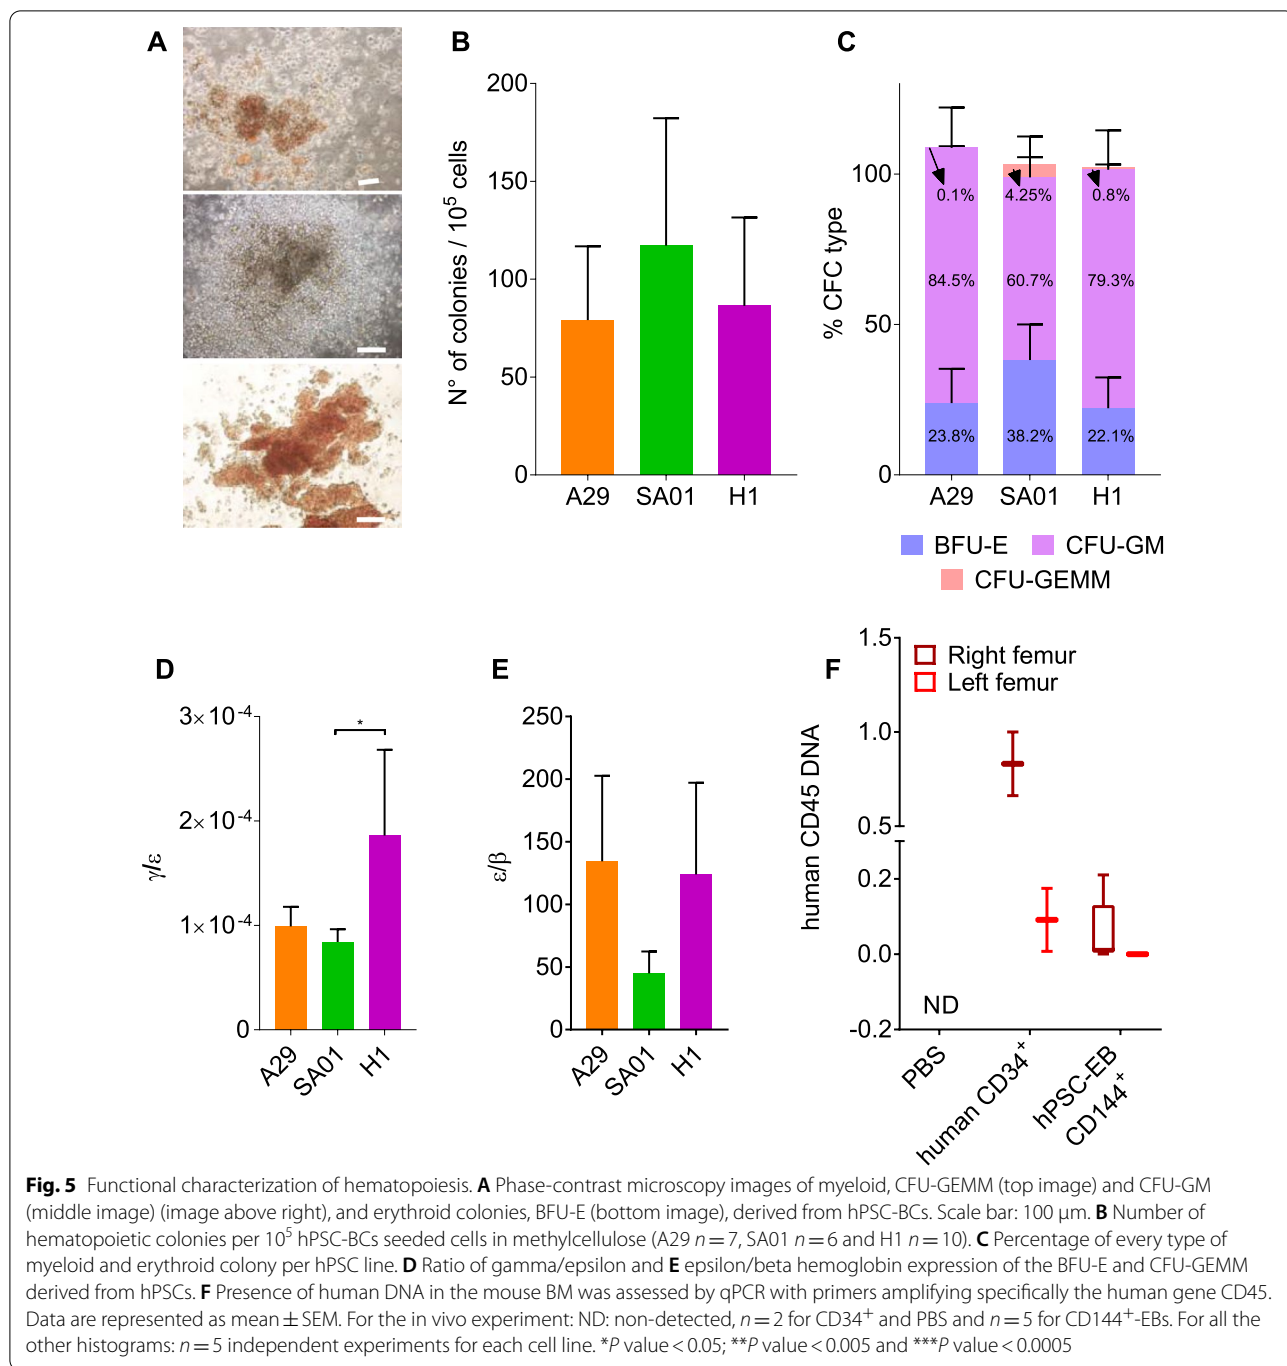 A
B
N° of colonies / 10⁵ cells
200
150
100
50
0
A29 SA01 H1
C
% CFC type
100
50
0
0.1% 4.25% 0.8%
84.5% 60.7% 79.3%
23.8% 38.2% 22.1%
A29 SA01 H1
BFU-E CFU-GM
CFU-GEMM
D
γ/ε
3×10⁻⁴
2×10⁻⁴
1×10⁻⁴
0
*
A29 SA01 H1
E
ε/β
250
200
150
100
50
0
A29 SA01 H1
F
human CD45 DNA
1.5
1.0
0.5
0.2
0.0
-0.2
Right femur
Left femur
ND
PBS
human CD34⁺
hPSC-EB
CD144⁺
Fig. 5 Functional characterization of hematopoiesis. A Phase-contrast microscopy images of myeloid, CFU-GEMM (top image) and CFU-GM
(middle image) (image above right), and erythroid colonies, BFU-E (bottom image), derived from hPSC-BCs. Scale bar: 100 µm. B Number of
hematopoietic colonies per 10⁵ hPSC-BCs seeded cells in methylcellulose (A29 n = 7, SA01 n = 6 and H1 n = 10). C Percentage of every type of
myeloid and erythroid colony per hPSC line. D Ratio of gamma/epsilon and E epsilon/beta hemoglobin expression of the BFU-E and CFU-GEMM
derived from hPSCs. F Presence of human DNA in the mouse BM was assessed by qPCR with primers amplifying specifically the human gene CD45.
Data are represented as mean ± SEM. For the in vivo experiment: ND: non-detected, n = 2 for CD34⁺ and PBS and n = 5 for CD144⁺-EBs. For all the
other histograms: n = 5 independent experiments for each cell line. *P value < 0.05; **P value < 0.005 and ***P value < 0.0005